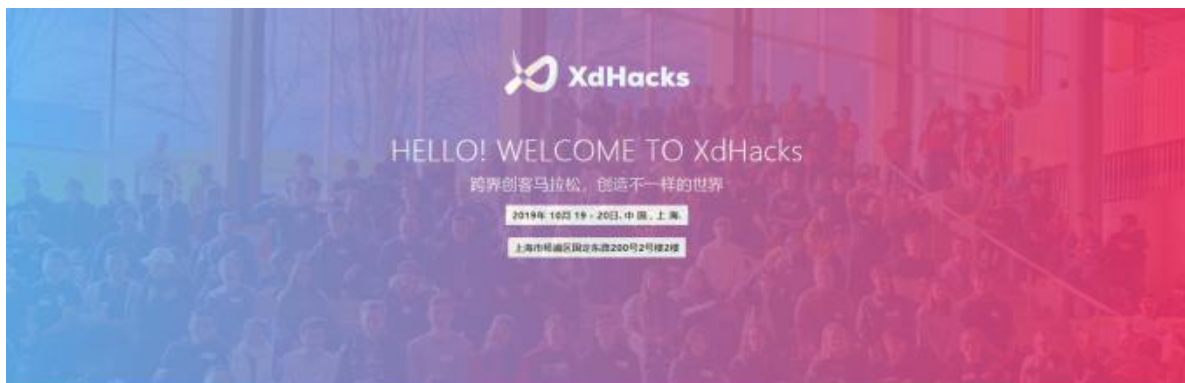 XdHacks
HELLO! WELCOME TO XdHacks
跨界创客马拉松，创造不一样的世界
2019年 10月 19 - 20日, 中 国 , 上 海.
上海市杨浦区国定东路200号2号楼2楼